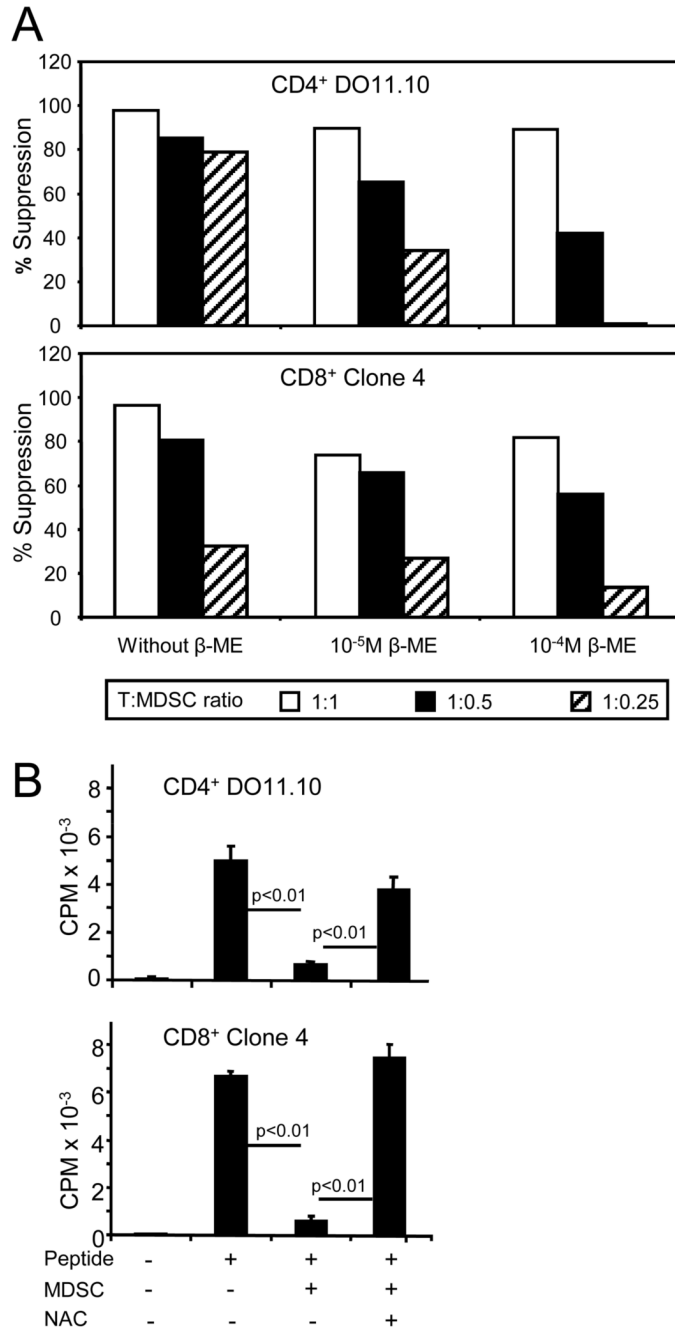 A
CD4⁺ DO11.10
% Suppression
120
100
80
60
40
20
0
CD8⁺ Clone 4
% Suppression
120
100
80
60
40
20
0
Without β-ME 10⁻⁵M β-ME 10⁻⁴M β-ME
T:MDSC ratio 1:1 1:0.5 1:0.25
B
CD4⁺ DO11.10
CPM x 10⁻³
8
6
4
2
0
p<0.01
p<0.01
CD8⁺ Clone 4
CPM x 10⁻³
8
6
4
2
0
p<0.01
p<0.01
Peptide - + + +
MDSC - - + +
NAC - - - +